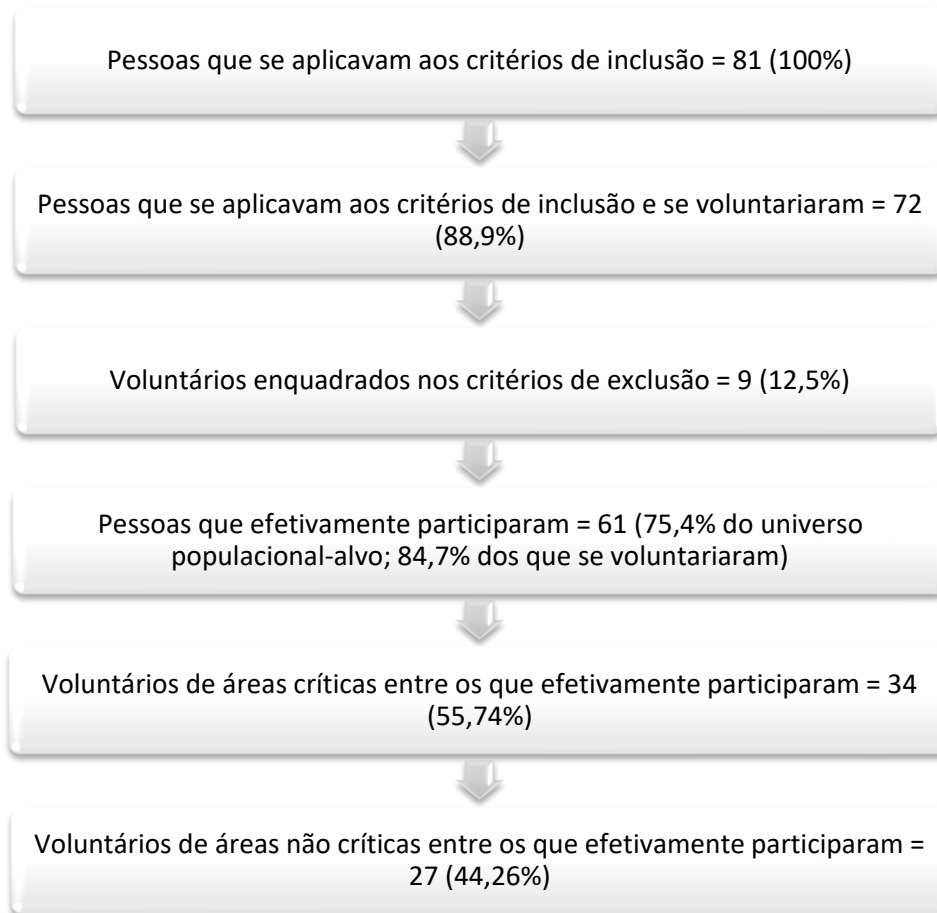 Pessoas que se aplicavam aos critérios de inclusão = 81 (100%)
Pessoas que se aplicavam aos critérios de inclusão e se voluntariaram = 72
(88,9%)
Voluntários enquadrados nos critérios de exclusão = 9 (12,5%)
Pessoas que efetivamente participaram = 61 (75,4% do universo
populacional-alvo; 84,7% dos que se voluntariaram)
Voluntários de áreas críticas entre os que efetivamente participaram = 34
(55,74%)
Voluntários de áreas não críticas entre os que efetivamente participaram =
27 (44,26%)